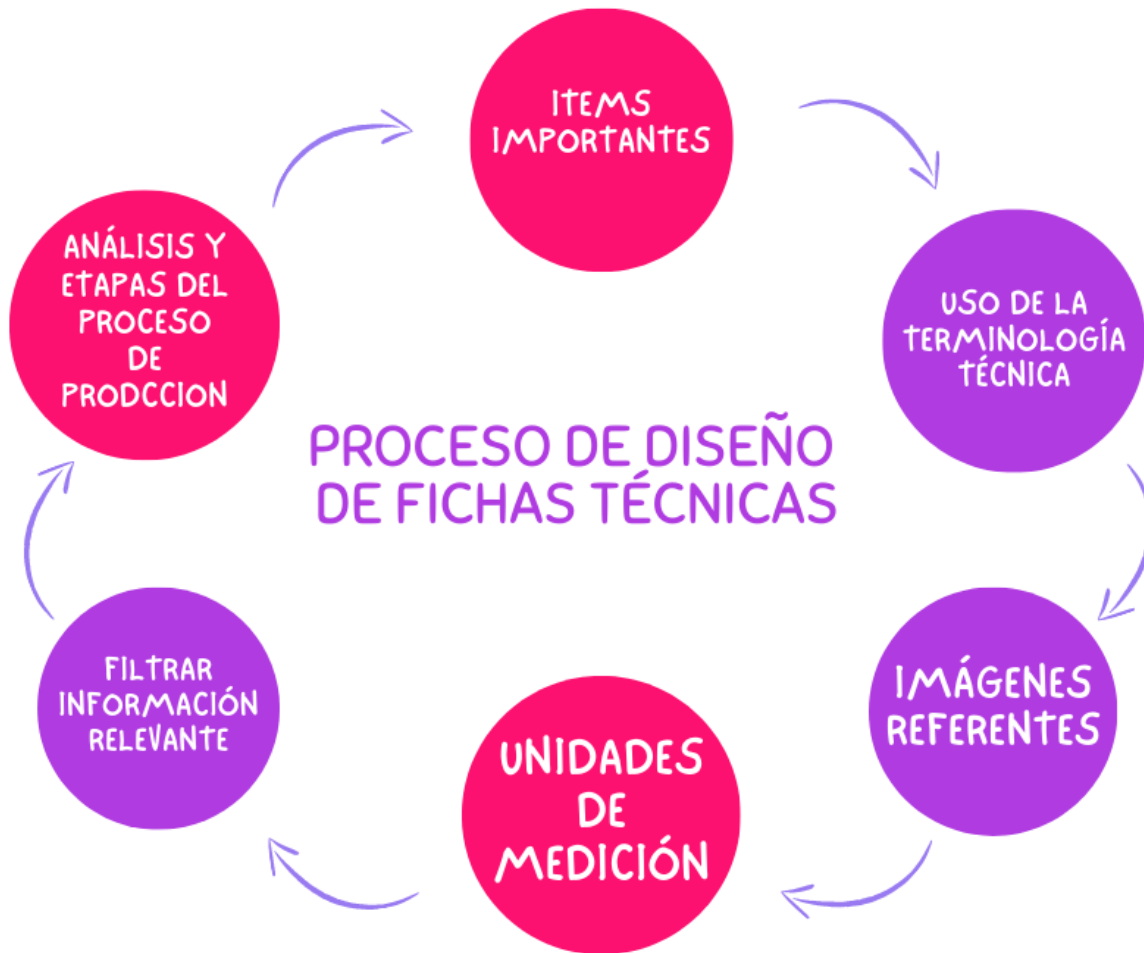 ITEMS
IMPORTANTES
USO DE LA
TERMINOLOGÍA
TÉCNICA
IMÁGENES
REFERENTES
UNIDADES
DE
MEDICIÓN
FILTRAR
INFORMACIÓN
RELEVANTE
ANÁLISIS Y
ETAPAS DEL
PROCESO
DE
PRODCCION
PROCESO DE DISEÑO
DE FICHAS TÉCNICAS